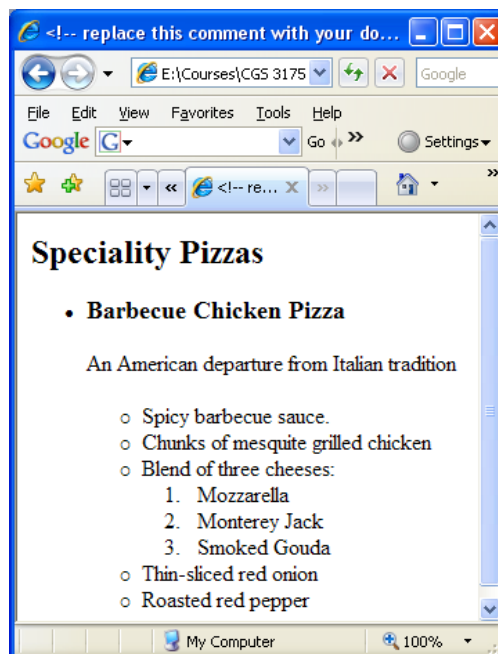 <!-- replace this comment with your do...
E:\Courses\CGS 3175
Google
File Edit View Favorites Tools Help
Google G Go » Settings
« <!-- re... X » »
Speciality Pizzas
• Barbecue Chicken Pizza
An American departure from Italian tradition
○ Spicy barbecue sauce.
○ Chunks of mesquite grilled chicken
○ Blend of three cheeses:
1. Mozzarella
2. Monterey Jack
3. Smoked Gouda
○ Thin-sliced red onion
○ Roasted red pepper
My Computer 100%